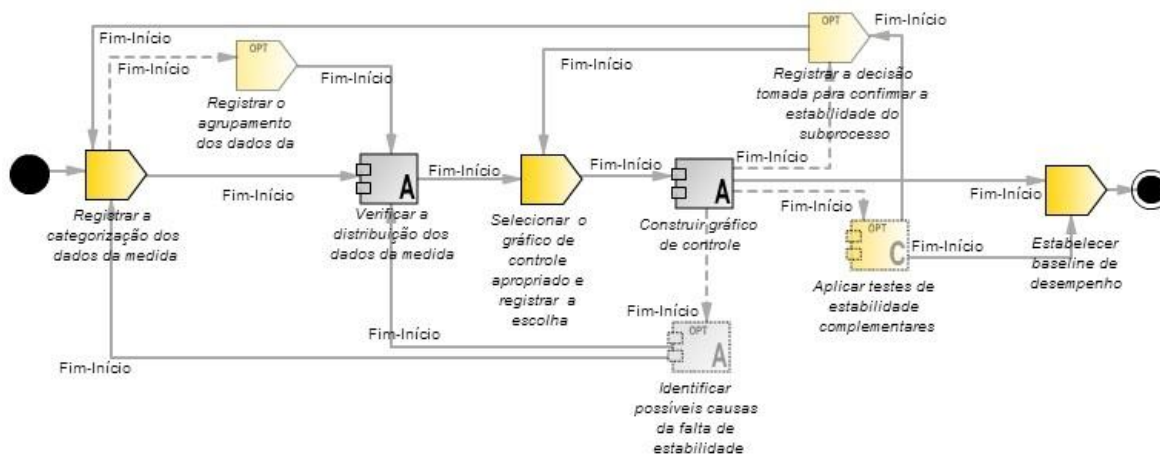 OPT
Fim-Início
Fim-Início
Fim-Início
OPT
Fim-Início
Fim-Início
Registrar o
agrupamento
dos dados da
Registrar a decisão
tomada para confirmar a
estabilidade do
subprocesso
Fim-Início
A
Fim-Início
Fim-Início
A
Fim-Início
Fim-Início
Fim-Início
Registrar a
categorização dos
dados da medida
Verificar a
distribuição dos
dados da medida
Selecionar o
gráfico de
controle
apropriado e
registrar a
escolha
Construir gráfico
de controle
OPT
C
Fim-Início
Aplicar testes de
estabilidade
complementares
Estabelecer
baseline de
desempenho
Fim-Início
Fim-Início
Fim-Início
OPT
A
Identificar
possíveis causas
da falta de
estabilidade